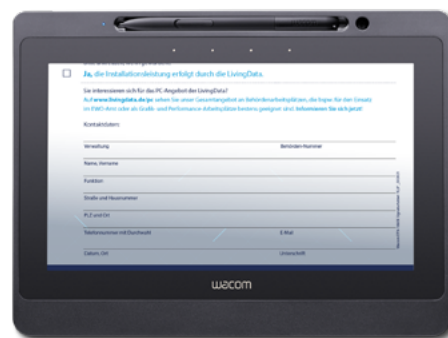 Ja, die Installationsleistung erfolgt durch die LivingData.
Sie interessieren sich für das PC-Angebot der LivingData?
Auf www.livingdata.de/pc sehen Sie unser Gesamtangebot an Behördenarbeitsplätzen, die bspw. für den Einsatz
im EWO-Amt oder als Grafik- und Performance-Arbeitsplätze bestens geeignet sind. Informieren Sie sich jetzt!
Kontaktdaten:
Verwaltung Behörden-Nummer
Name, Vorname
Funktion
Straße und Hausnummer
PLZ und Ort
Telefonnummer mit Durchwahl E-Mail
Datum, Ort Unterschrift
wacom